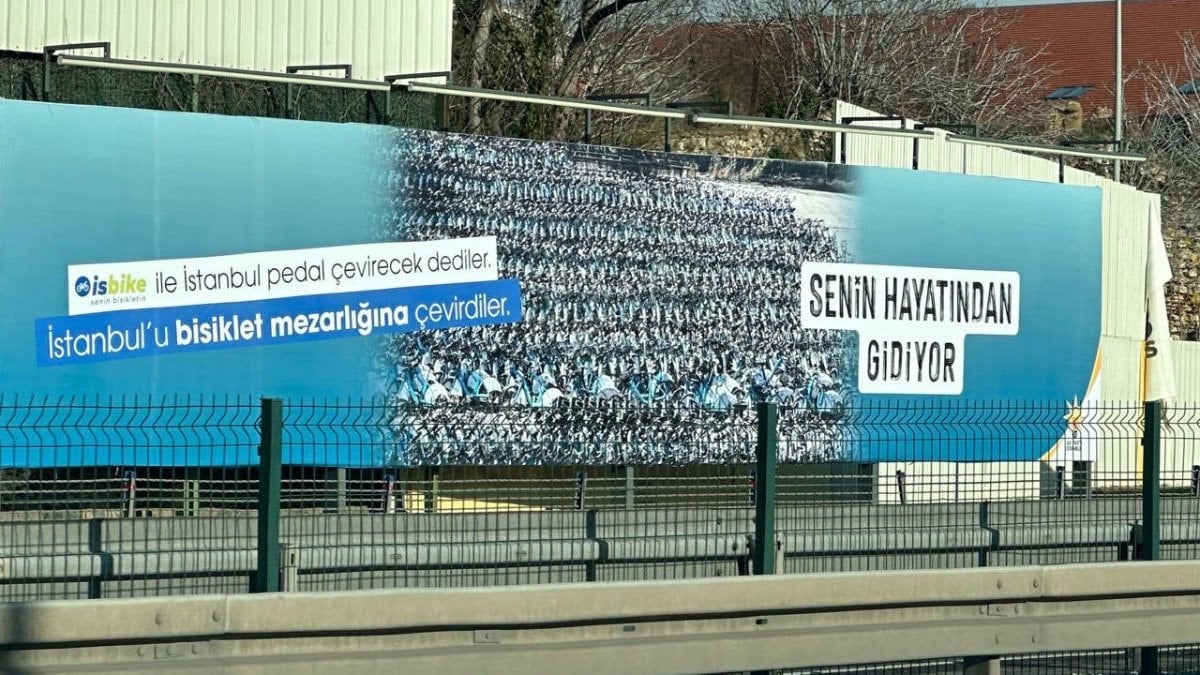 isbike ile İstanbul pedal çevirecek dediler.
senin bisikletin
İstanbul'u bisiklet mezarlığına çevirdiler.
SENİN HAYATINDAN
GİDİYOR